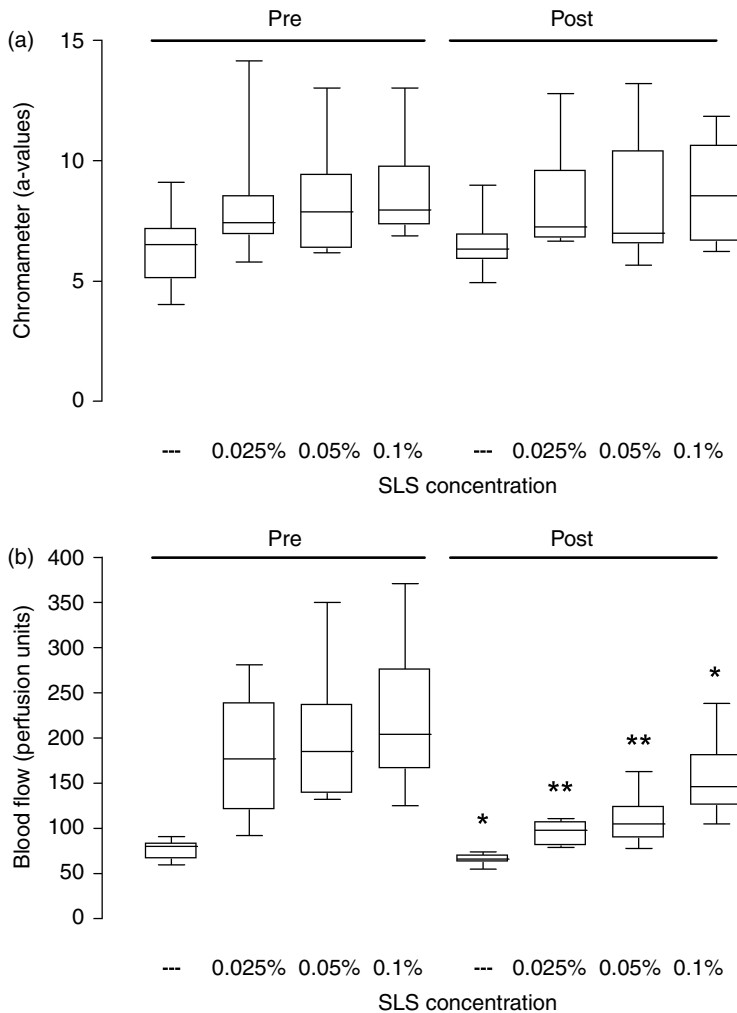 (a)
Pre
Post
15
10
5
0
Chromameter (a-values)
--- 0.025% 0.05% 0.1% --- 0.025% 0.05% 0.1%
SLS concentration
(b)
Pre
Post
400
350
300
250
200
150
100
50
0
Blood flow (perfusion units)
* ** ** *
--- 0.025% 0.05% 0.1% --- 0.025% 0.05% 0.1%
SLS concentration